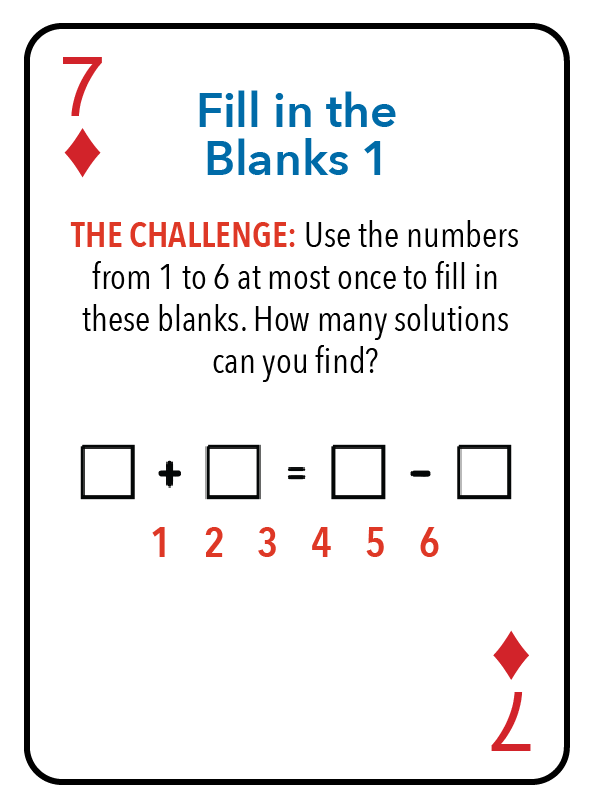 7
Fill in the
Blanks 1
THE CHALLENGE: Use the numbers
from 1 to 6 at most once to fill in
these blanks. How many solutions
can you find?
+ = -
1 2 3 4 5 6
7